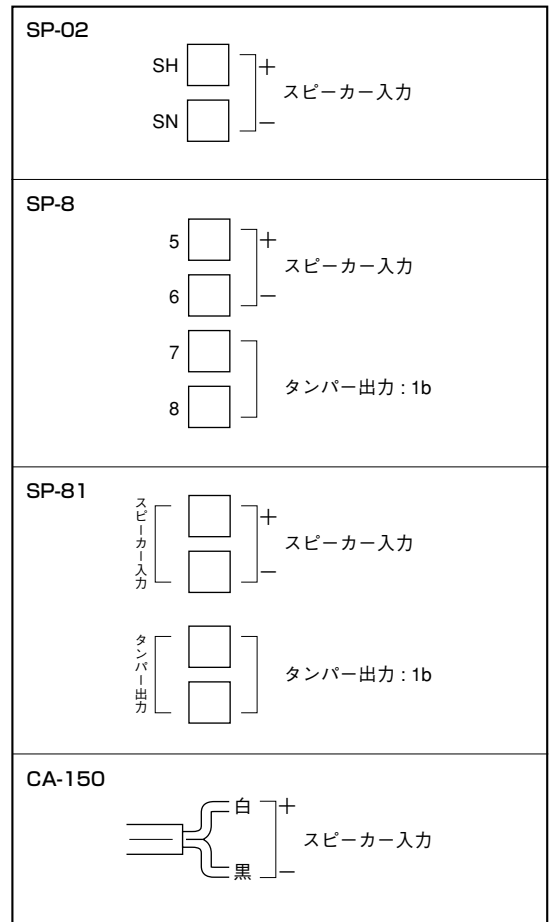 SP-02
SH
+
スピーカー入力
SN
−
SP-8
5
+
スピーカー入力
6
−
7
タンパー出力 : 1b
8
SP-81
スピーカー入力
+
スピーカー入力
−
タンパー出力
タンパー出力 : 1b
CA-150
白
+
スピーカー入力
黒
−